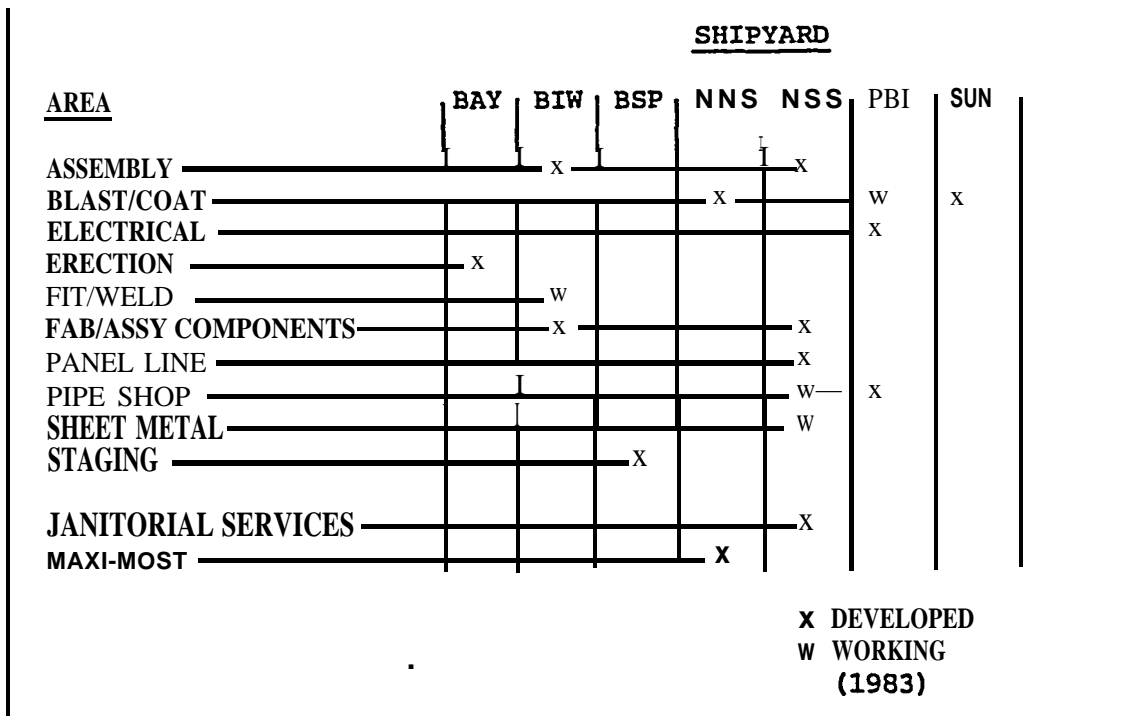 SHIPYARD
AREA BAY BIW BSP NNS NSS PBI SUN
ASSEMBLY x x
BLAST/COAT x w x
ELECTRICAL x
ERECTION x
FIT/WELD w
FAB/ASSY COMPONENTS x x
PANEL LINE x
PIPE SHOP w x
SHEET METAL w
STAGING x
JANITORIAL SERVICES x
MAXI-MOST x
x DEVELOPED
w WORKING
(1983)